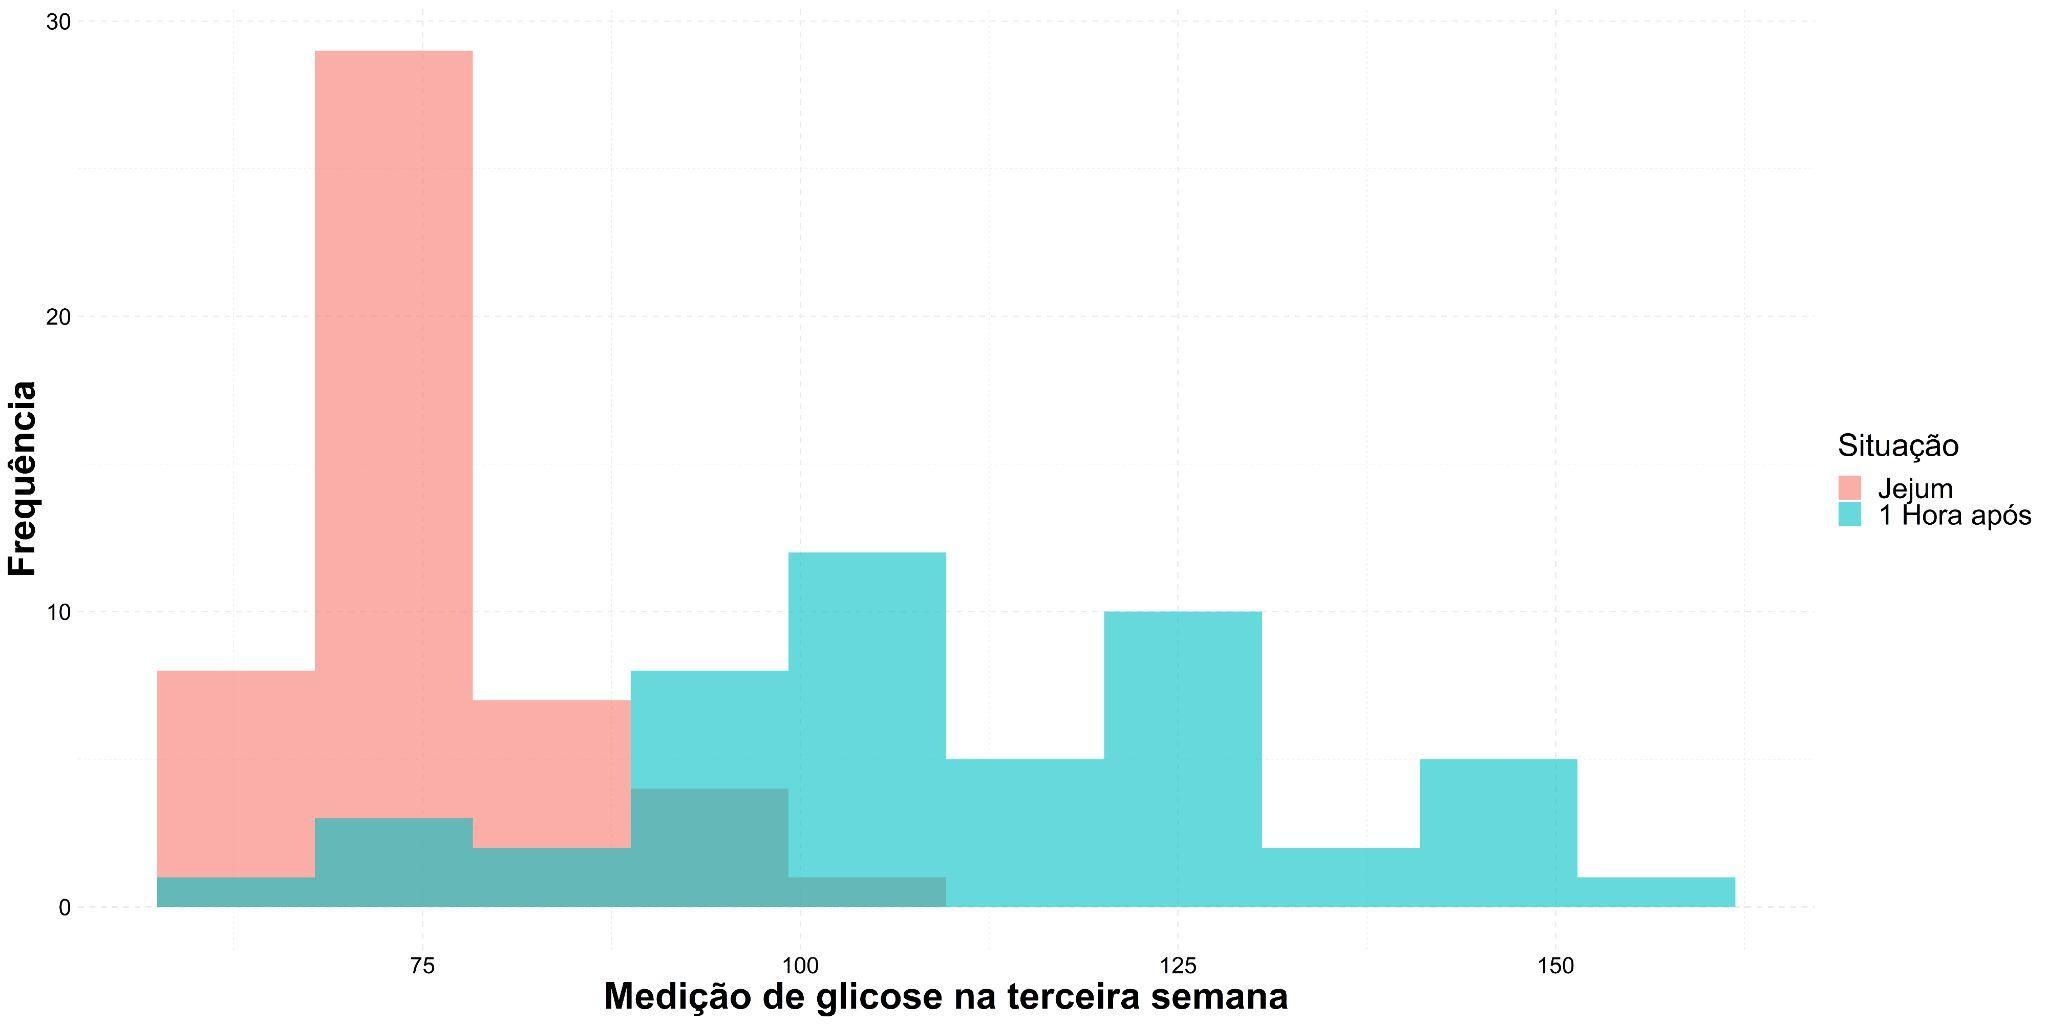 30
20
10
0
Frequência
75 100 125 150
Medição de glicose na terceira semana
Situação
Jejum
1 Hora após